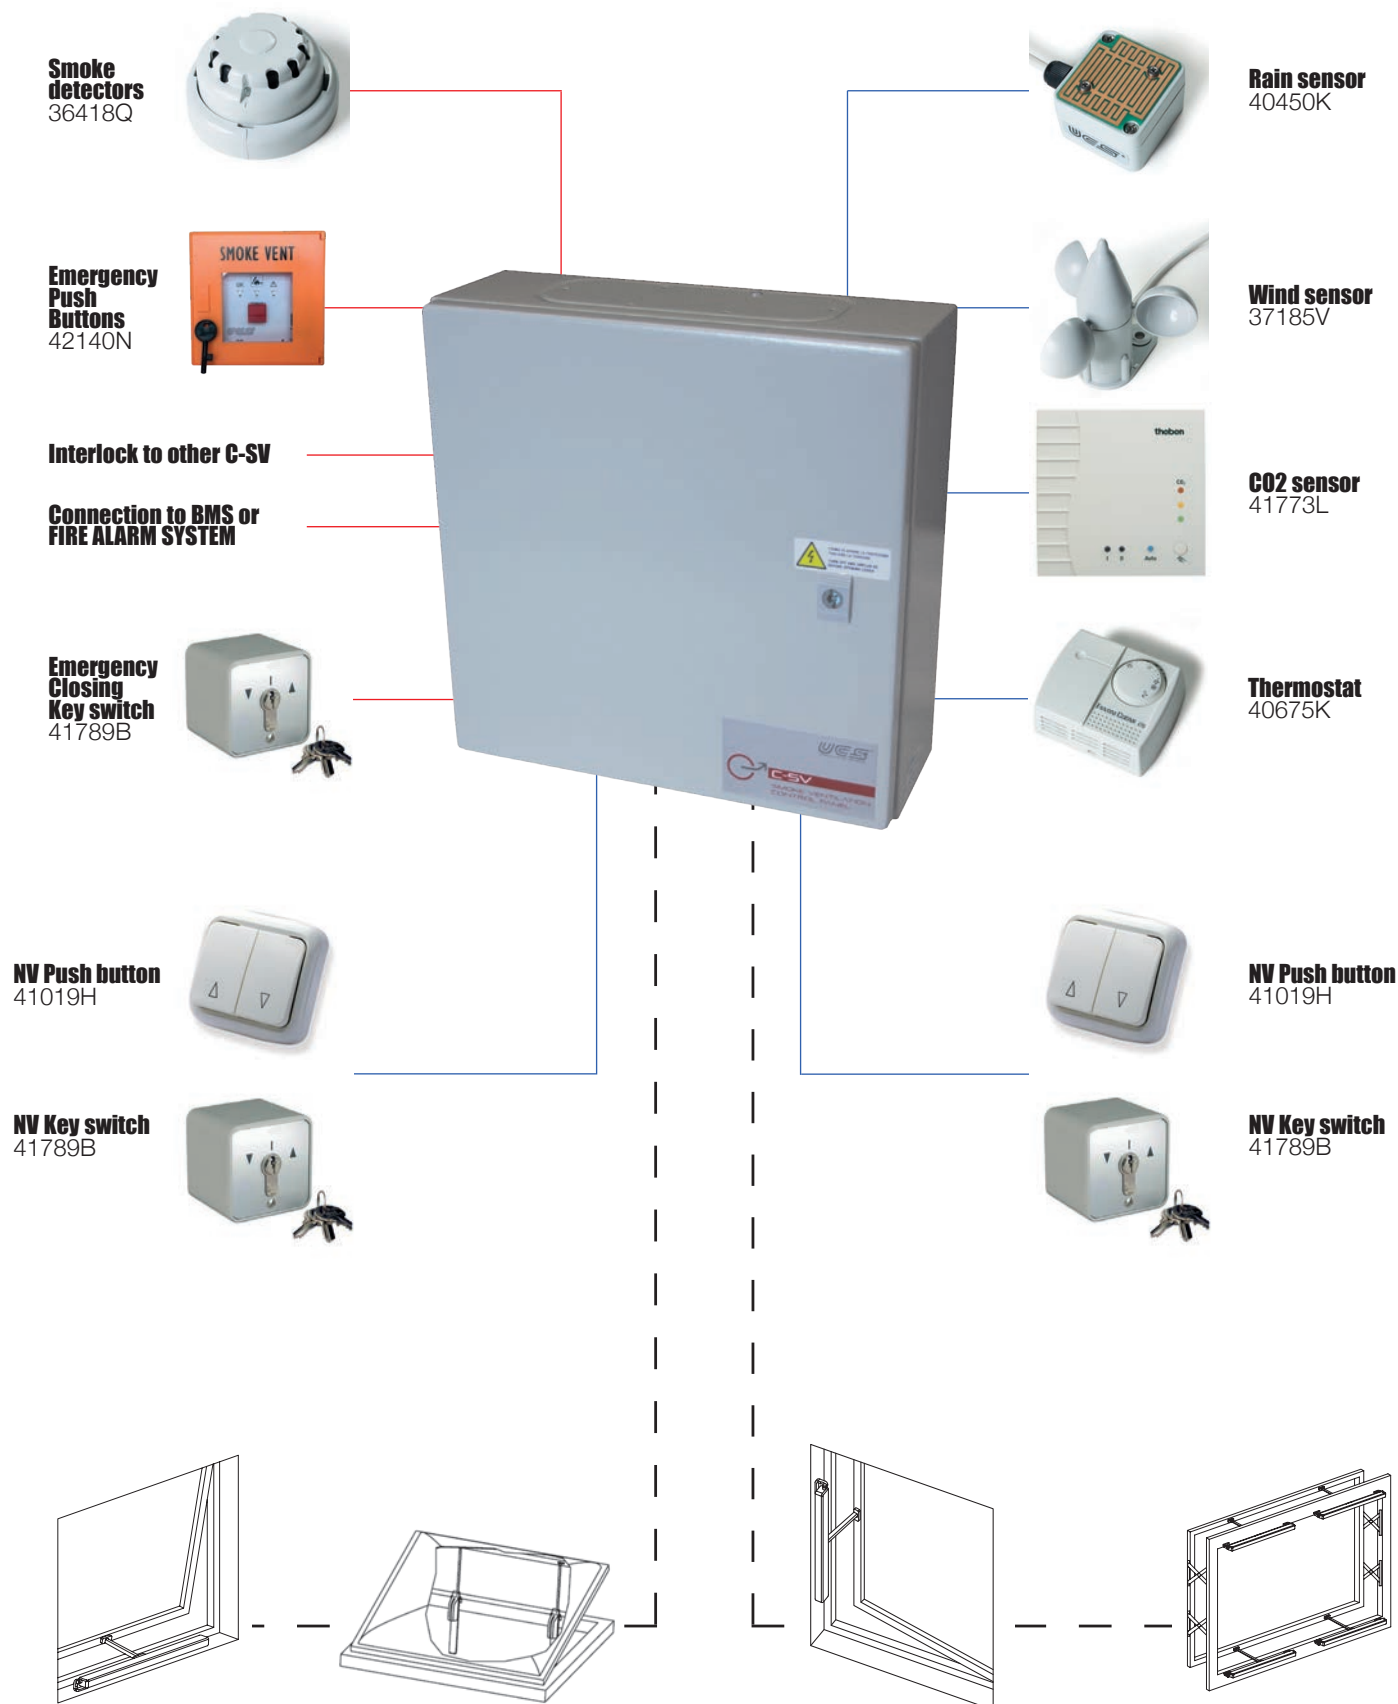 Smoke
detectors
36418Q
Rain sensor
40450K
UCS
SMOKE VENT
Emergency
Push
Buttons
42140N
Wind sensor
37185V
Interlock to other C-SV
Connection to BMS or
FIRE ALARM SYSTEM
theben
CO₂
Auto
CO2 sensor
41773L
Emergency
Closing
Key switch
41789B
Thermostat
40675K
UCS
C-SV
SMOKE VENTILATION
CONTROL PANEL
NV Push button
41019H
NV Push button
41019H
NV Key switch
41789B
NV Key switch
41789B